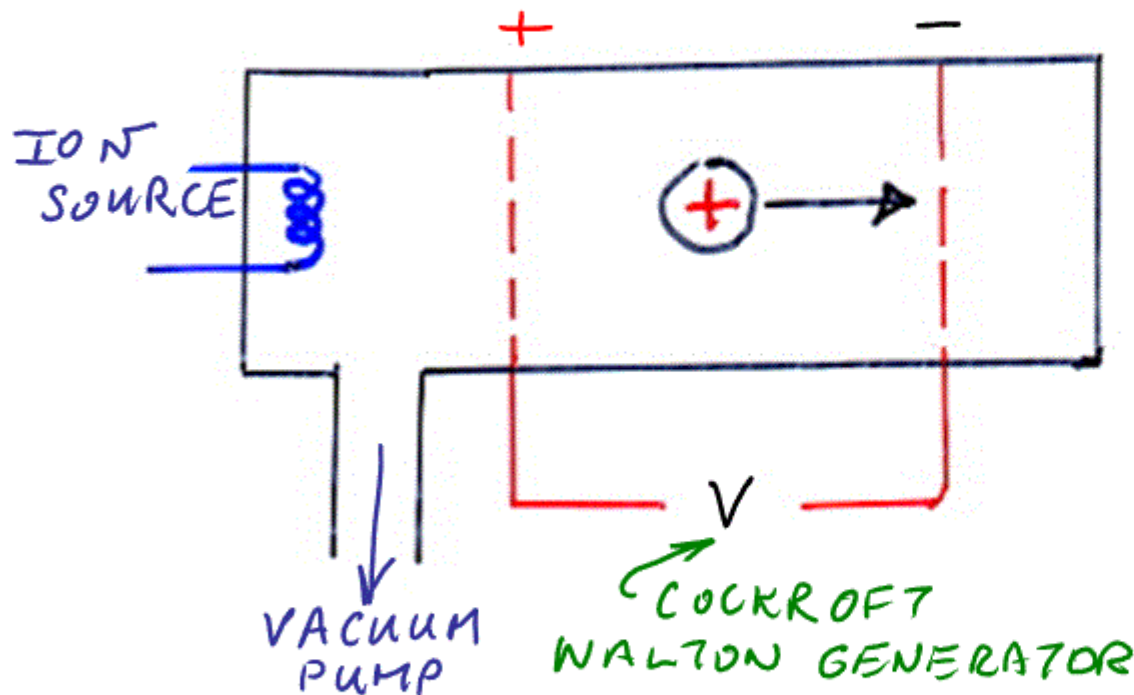 +
−
ION
SOURCE
+
V
VACUUM
PUMP
COCKROFT
WALTON GENERATOR